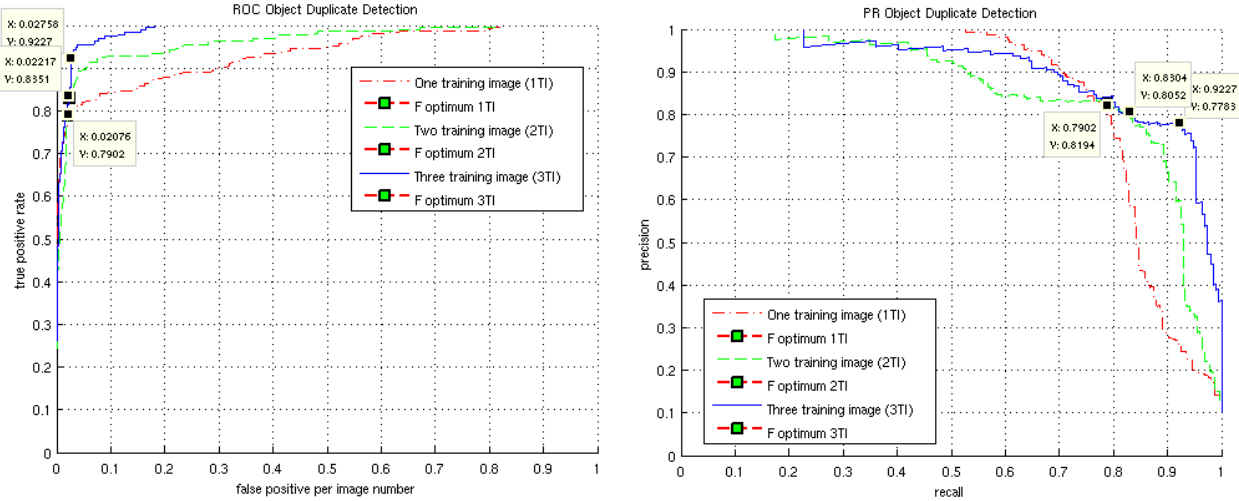 ROC Object Duplicate Detection
X: 0.02758
Y: 0.9227
X: 0.02217
Y: 0.8351
X: 0.02076
Y: 0.7902
One training image (1TI)
F optimum 1TI
Two training image (2TI)
F optimum 2TI
Three training image (3TI)
F optimum 3TI
true positive rate
1
0.9
0.8
0.7
0.6
0.5
0.4
0.3
0.2
0.1
0
0 0.1 0.2 0.3 0.4 0.5 0.6 0.7 0.8 0.9 1
false positive per image number
PR Object Duplicate Detection
X: 0.8304
Y: 0.8052
X: 0.9227
Y: 0.7783
X: 0.7902
Y: 0.8194
One training image (1TI)
F optimum 1TI
Two training image (2TI)
F optimum 2TI
Three training image (3TI)
F optimum 3TI
precision
1
0.9
0.8
0.7
0.6
0.5
0.4
0.3
0.2
0.1
0
0 0.1 0.2 0.3 0.4 0.5 0.6 0.7 0.8 0.9 1
recall